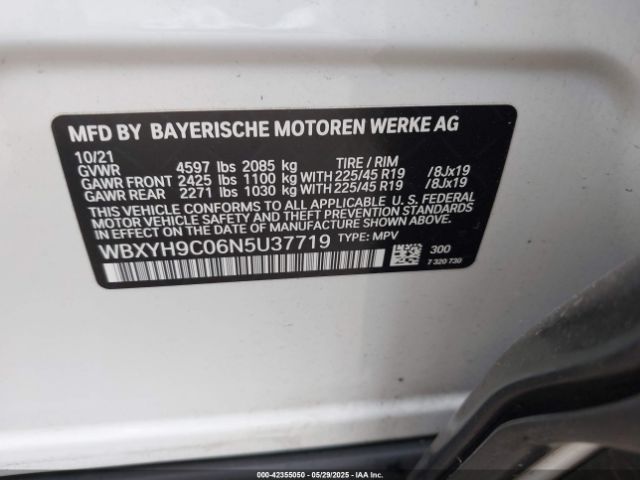 MFD BY BAYERISCHE MOTOREN WERKE AG
10/21
GVWR 4597 lbs 2085 kg TIRE / RIM
GAWR FRONT 2425 lbs 1100 kg WITH 225/45 R19 /8Jx19
GAWR REAR 2271 lbs 1030 kg WITH 225/45 R19 /8Jx19
THIS VEHICLE CONFORMS TO ALL APPLICABLE U. S. FEDERAL
MOTOR VEHICLE SAFETY, BUMPER, AND THEFT PREVENTION
STANDARDS IN EFFECT ON THE DATE OF MANUFACTURE SHOWN ABOVE.
WBXYH9C06N5U37719 TYPE: MPV
300
7 320 730
000-42355050 - 05/29/2025 - IAA Inc.